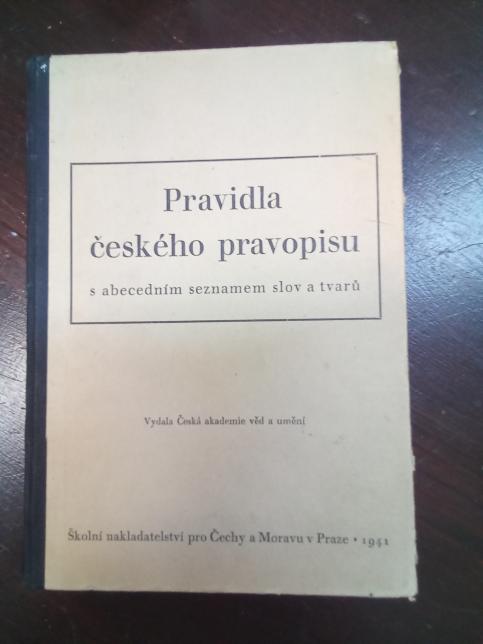 Pravidla
českého pravopisu
s abecedním seznamem slov a tvarů
Vydala Česká akademie věd a umění
Školní nakladatelství pro Čechy a Moravu v Praze • 1941